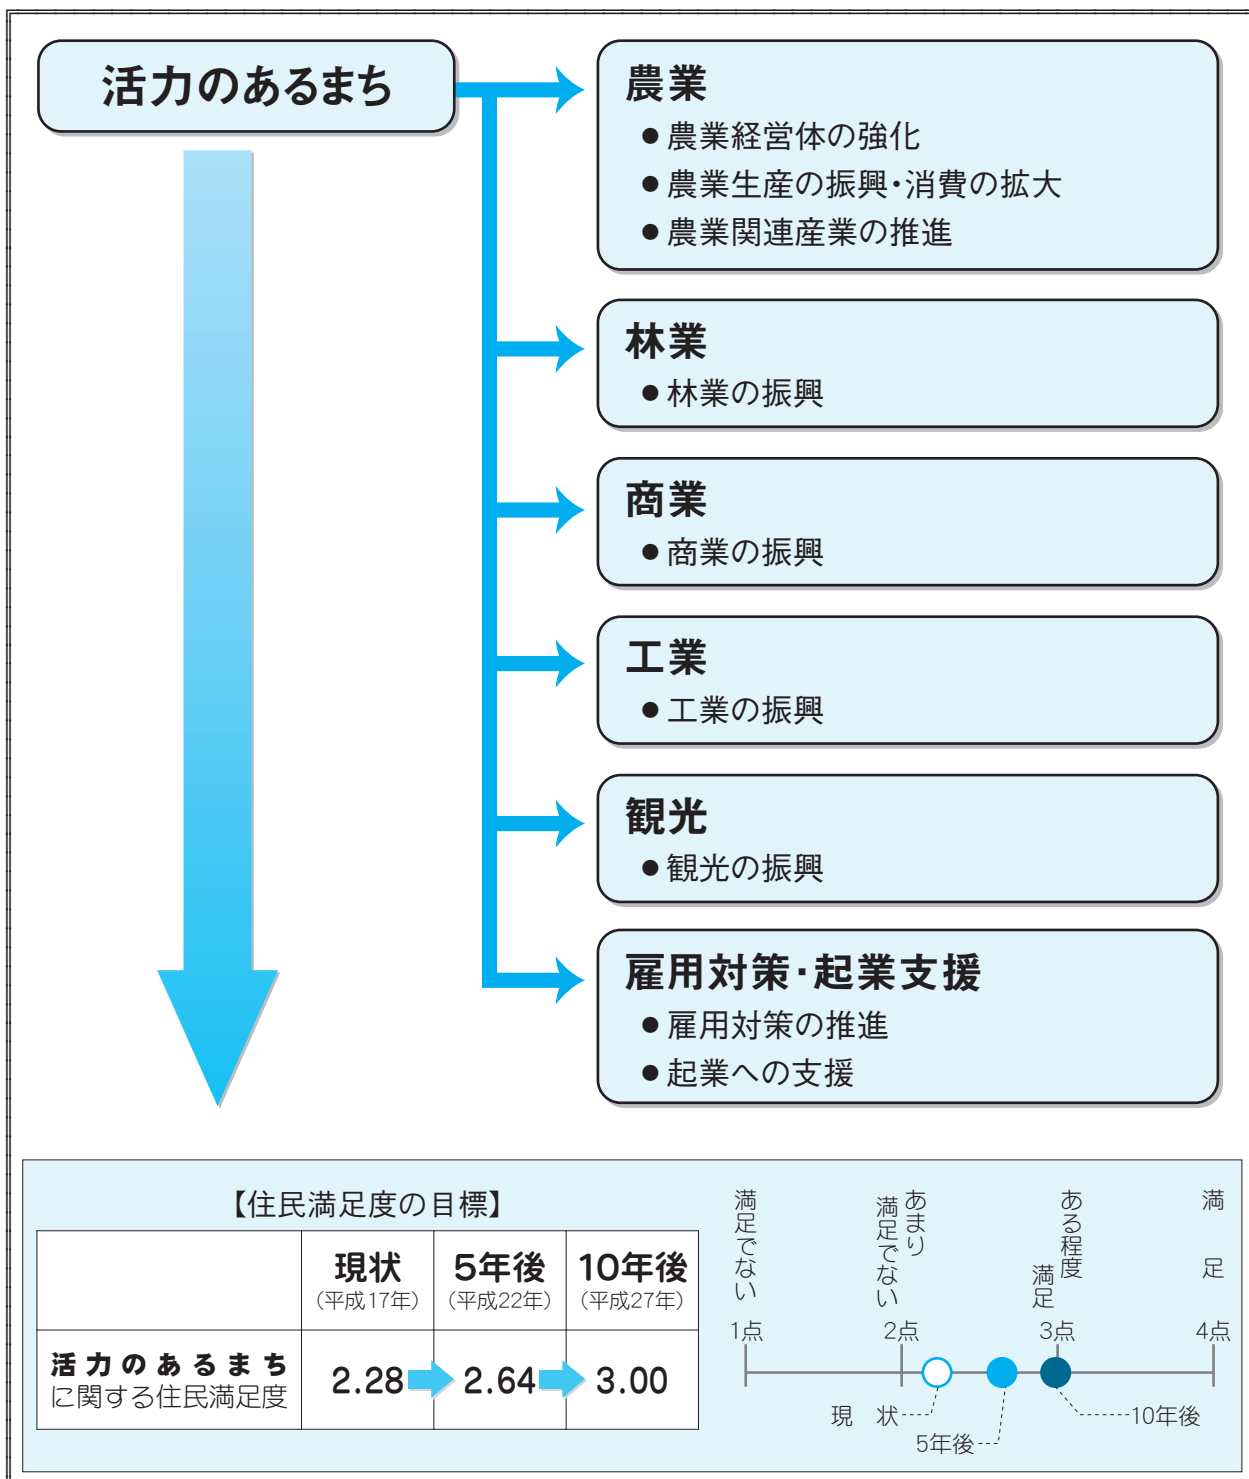 活力のあるまち
農業
●農業経営体の強化
●農業生産の振興・消費の拡大
●農業関連産業の推進
林業
●林業の振興
商業
●商業の振興
工業
●工業の振興
観光
●観光の振興
雇用対策・起業支援
●雇用対策の推進
●起業への支援
【住民満足度の目標】
現状 5年後 10年後
(平成17年) (平成22年) (平成27年)
活力のあるまち
に関する住民満足度
2.28 2.64 3.00
満足でない
あまり
満足でない
ある程度
満足
満足
1点 2点 3点 4点
現状
5年後
10年後